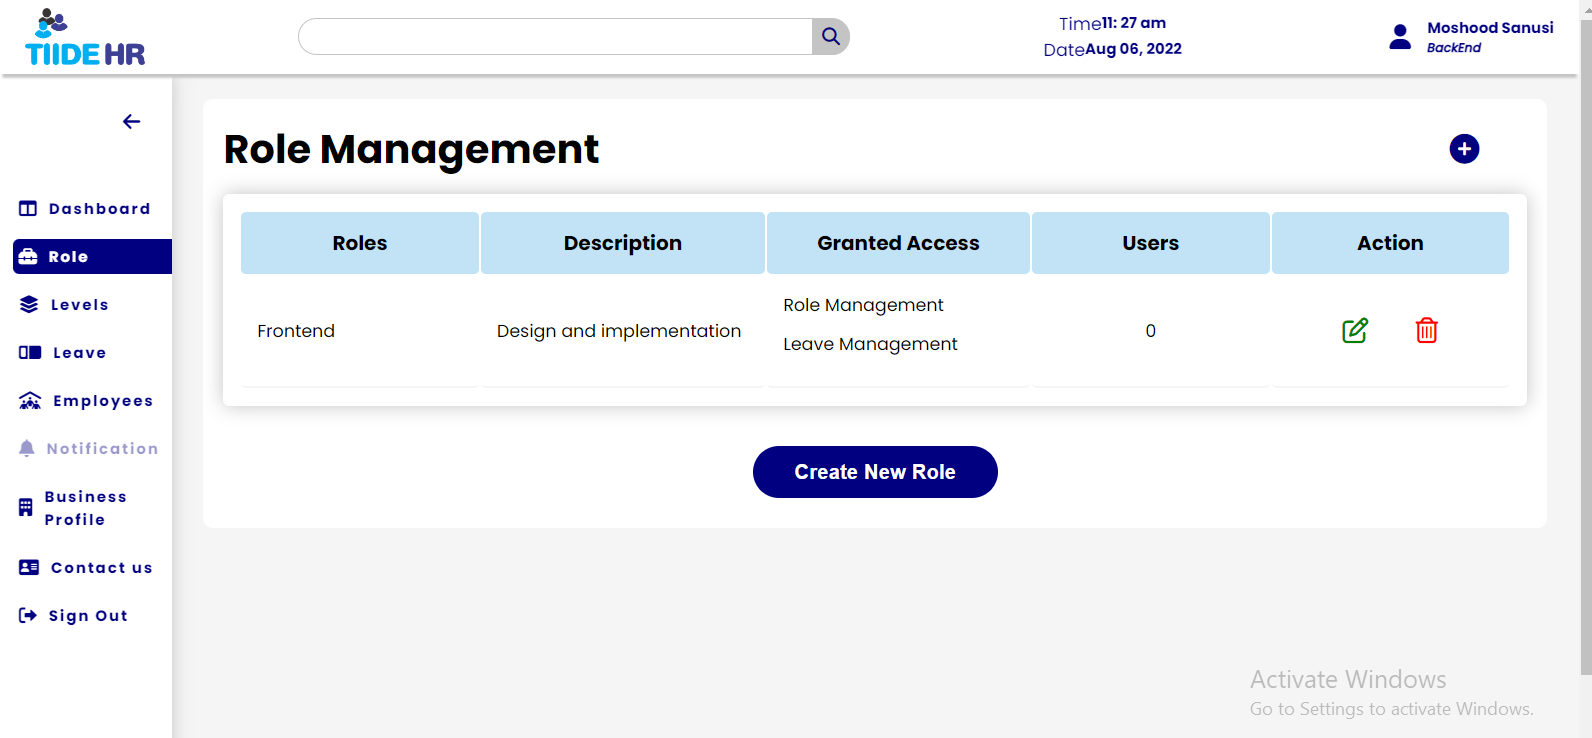 TIIDE HR
Time11: 27 am
DateAug 06, 2022
Moshood Sanusi
BackEnd
Dashboard
Role
Levels
Leave
Employees
Notification
Business
Profile
Contact us
Sign Out
Role Management
Roles Description Granted Access Users Action
Frontend Design and implementation Role Management 0
Leave Management
Create New Role
Activate Windows
Go to Settings to activate Windows.